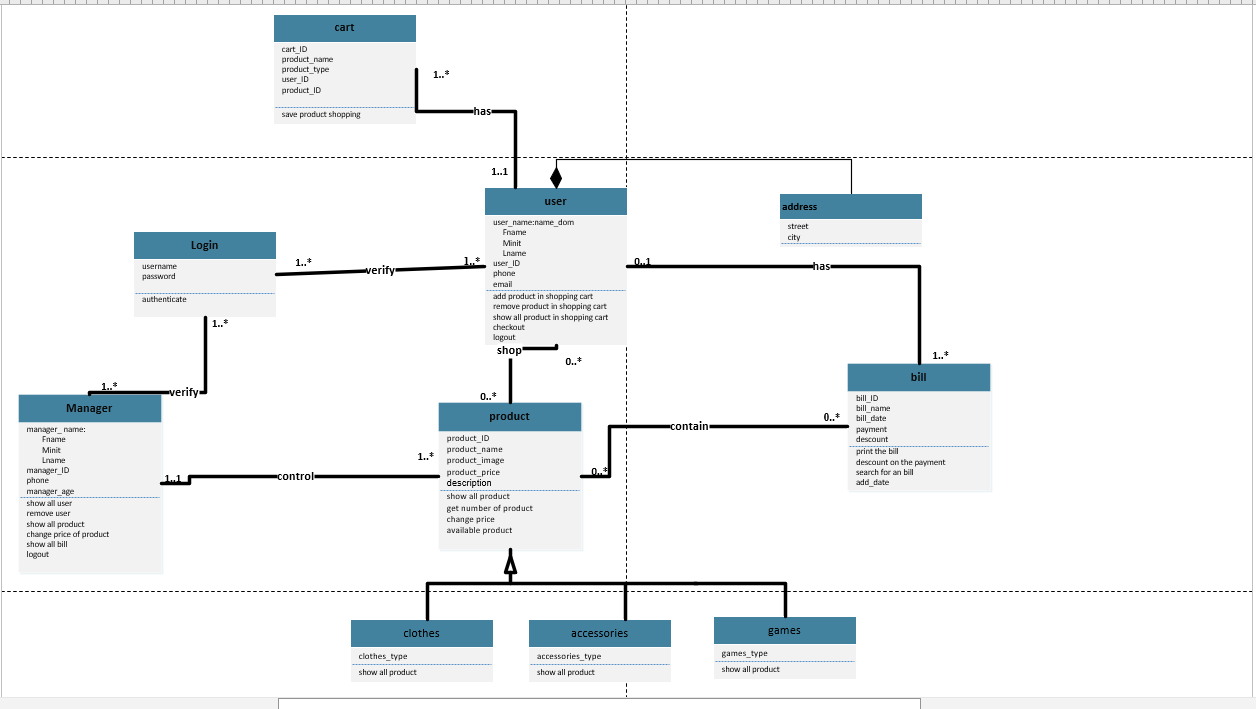 cart
cart_ID
product_name
product_type
user_ID
product_ID
save product shopping
1..*
has
1..1
user
user_name:name_dom
Fname
Minit
Lname
user_ID
phone
email
add product in shopping cart
remove product in shopping cart
show all product in shopping cart
checkout
logout
address
street
city
Login
username
password
authenticate
1..*
verify
1..*
0..1
has
1..*
1..*
verify
1..*
shop
0..*
0..*
Manager
manager_ name:
Fname
Minit
Lname
manager_ID
phone
manager_age
show all user
remove user
show all product
change price of product
show all bill
logout
1..1
control
1..*
product
product_ID
product_name
product_image
product_price
description
show all product
get number of product
change price
available product
0..*
contain
0..*
bill
bill_ID
bill_name
bill_date
payment
descount
print the bill
descount on the payment
search for an bill
add_date
clothes
clothes_type
show all product
accessories
accessories_type
show all product
games
games_type
show all product